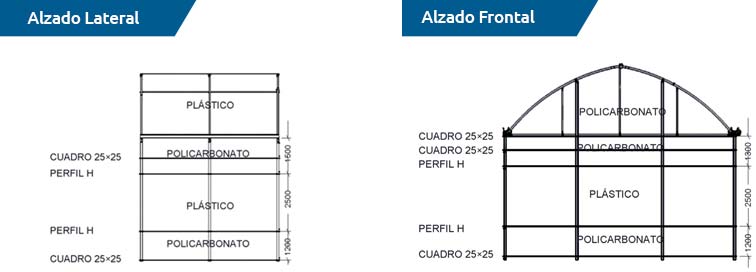 Alzado Lateral
PLÁSTICO
CUADRO 25×25
POLICARBONATO
1500
PERFIL H
2500
PLÁSTICO
PERFIL H
POLICARBONATO
1200
CUADRO 25×25
Alzado Frontal
POLICARBONATO
CUADRO 25×25
CUADRO 25×25
POLICARBONATO
1300
PERFIL H
PLÁSTICO
2500
PERFIL H
POLICARBONATO
1200
CUADRO 25×25